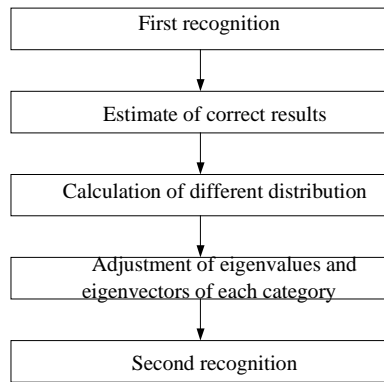 First recognition
Estimate of correct results
Calculation of different distribution
Adjustment of eigenvalues and
eigenvectors of each category
Second recognition